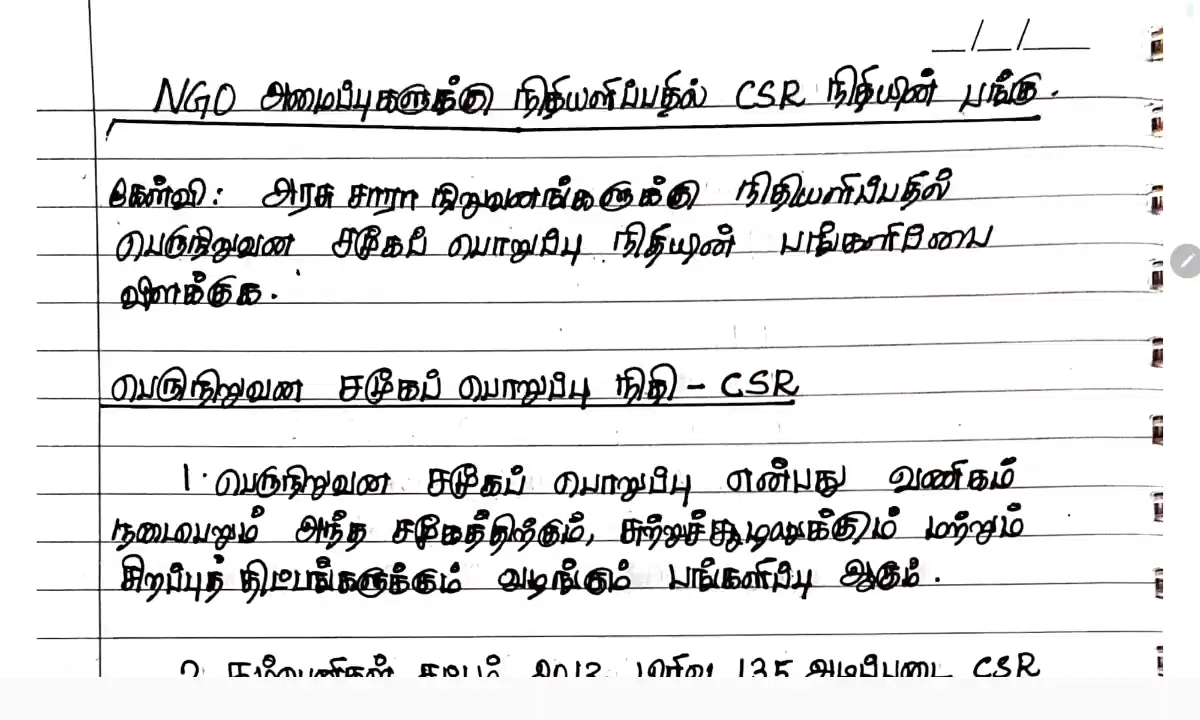 __/__/____
NGO அமைப்புகளுக்கு நிதியளிப்பதில் CSR நிதியின் பங்கு.
கேள்வி: அரசு சாரா நிறுவனங்களுக்கு நிதியளிப்பதில்
பெருநிறுவன சமூகப் பொறுப்பு நிதியின் பங்களிப்பை
விளக்குக.
பெருநிறுவன சமூகப் பொறுப்பு நிதி - CSR
1. பெருநிறுவன சமூகப் பொறுப்பு என்பது வணிகம்
நடைபெறும் அந்த சமூகத்திற்கும், சுற்றுச்சூழலுக்கும் மற்றும்
சிறப்புத் திட்டங்களுக்கும் வழங்கும் பங்களிப்பு ஆகும்.
2. கம்பெனிகள் சட்டம் 2013, பிரிவு 135 அடிப்படை CSR